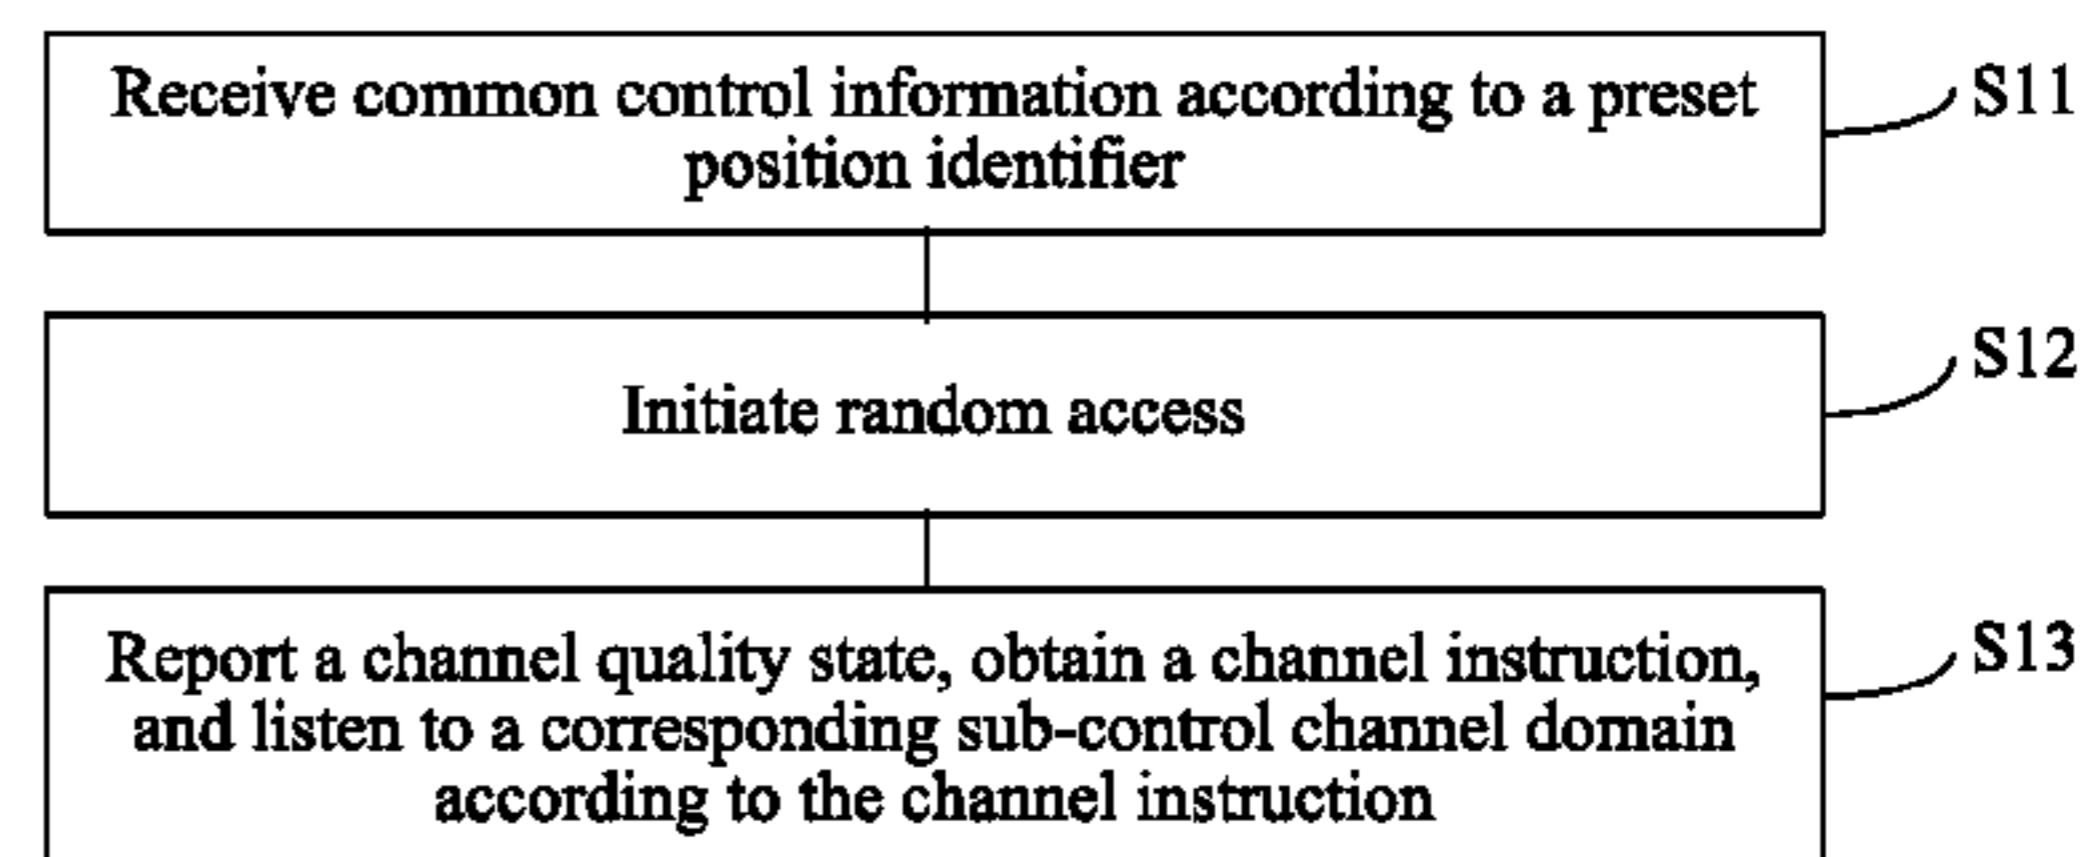 Receive common control information according to a preset
position identifier
S11
Initiate random access
S12
Report a channel quality state, obtain a channel instruction,
and listen to a corresponding sub-control channel domain
according to the channel instruction
S13